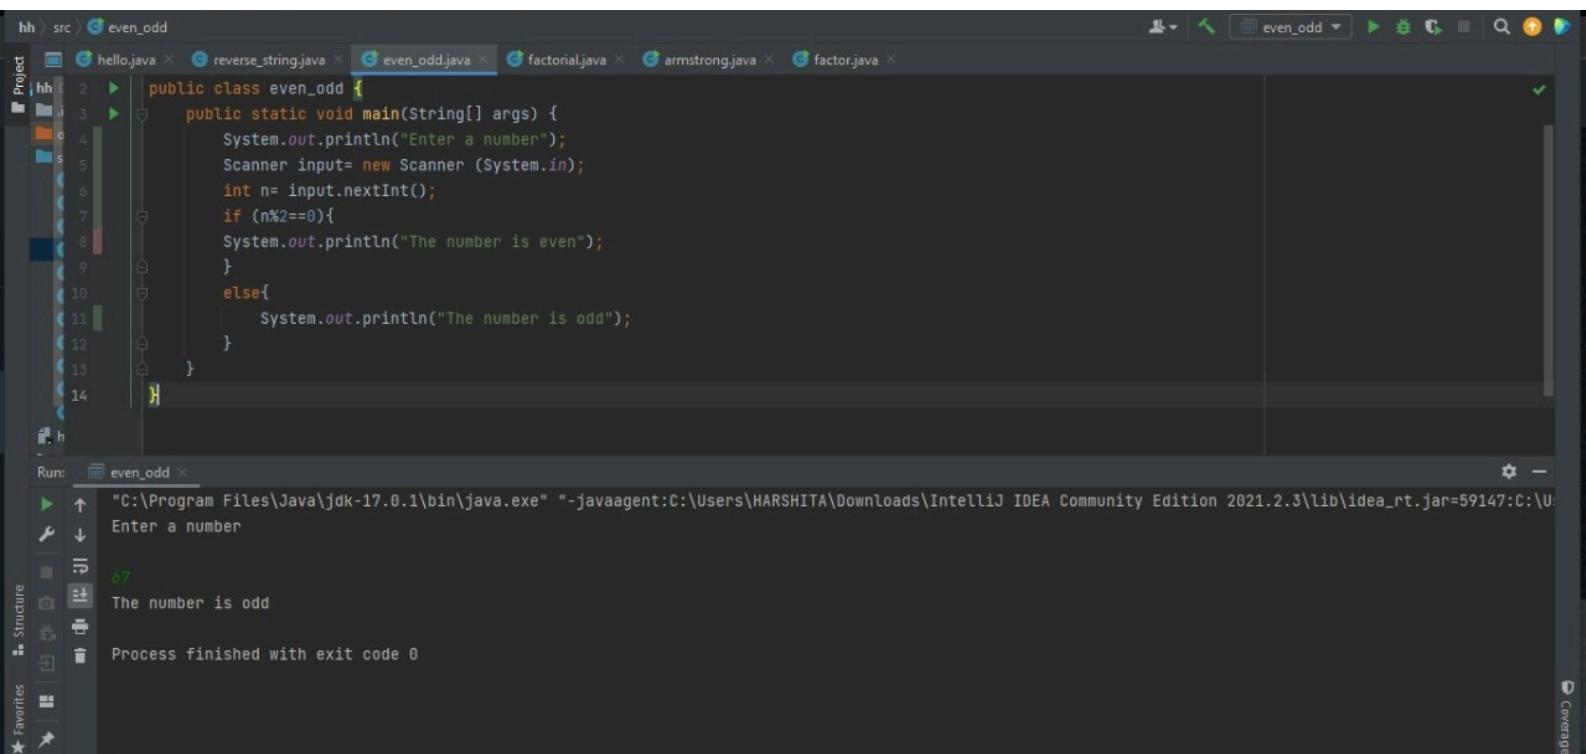 hh src even_odd even_odd
Project
hello.java reverse_string.java even_odd.java factorial.java armstrong.java factor.java
hh
2 public class even_odd {
3 public static void main(String[] args) {
4 System.out.println("Enter a number");
5 Scanner input= new Scanner (System.in);
6 int n= input.nextInt();
7 if (n%2==0){
8 System.out.println("The number is even");
9 }
10 else{
11 System.out.println("The number is odd");
12 }
13 }
14 }
h
Run: even_odd
"C:\Program Files\Java\jdk-17.0.1\bin\java.exe" "-javaagent:C:\Users\HARSHITA\Downloads\IntelliJ IDEA Community Edition 2021.2.3\lib\idea_rt.jar=59147:C:\U
Enter a number
67
The number is odd
Process finished with exit code 0
Structure
Favorites
Coverage